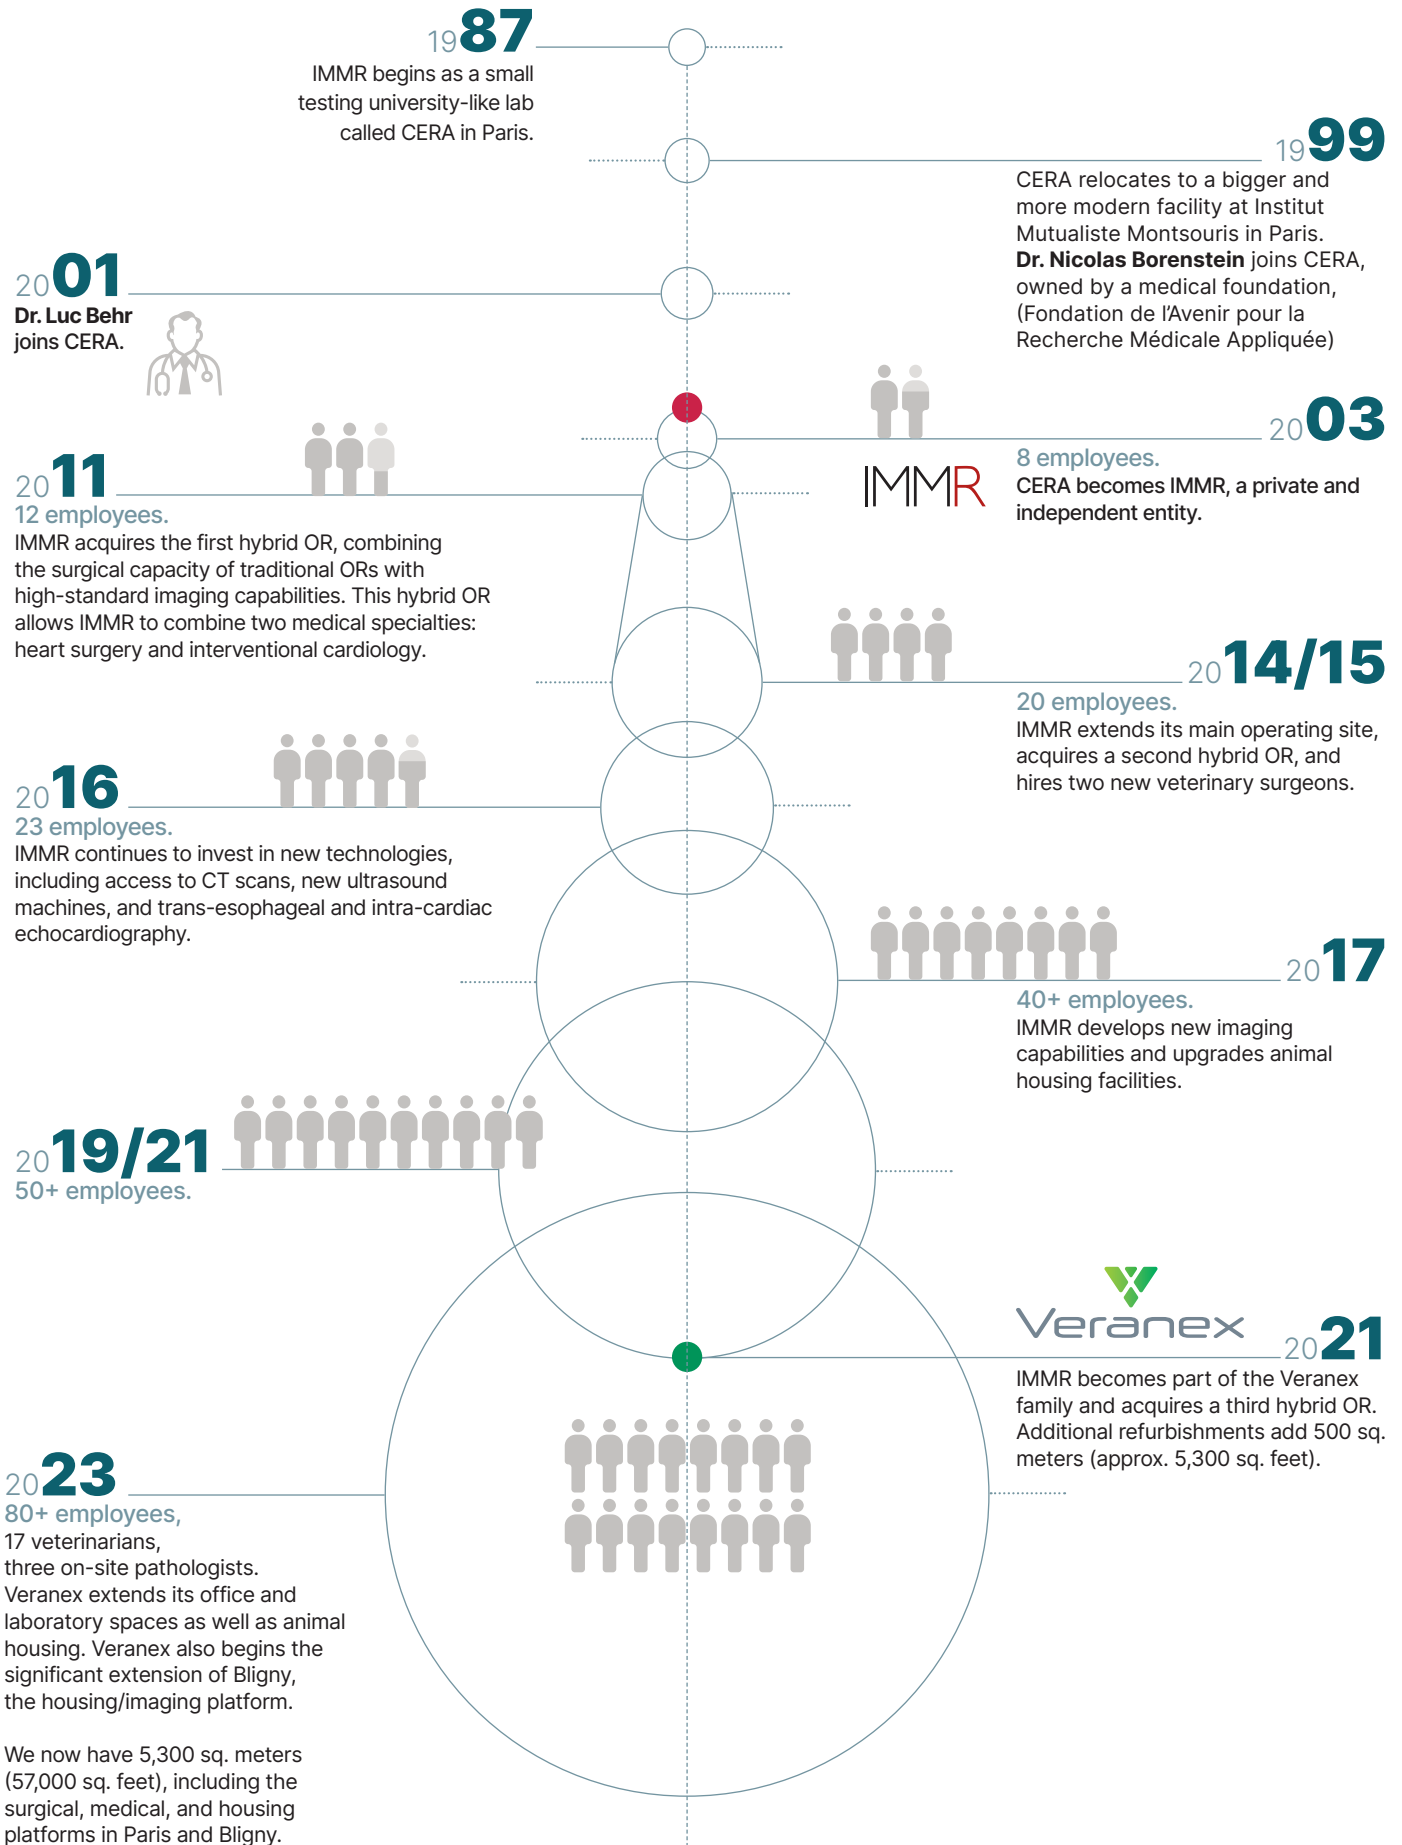 1987
IMMR begins as a small
testing university-like lab
called CERA in Paris.
1999
CERA relocates to a bigger and
more modern facility at Institut
Mutualiste Montsouris in Paris.
Dr. Nicolas Borenstein joins CERA,
owned by a medical foundation,
(Fondation de l’Avenir pour la
Recherche Médicale Appliquée)
2001
Dr. Luc Behr
joins CERA.
2003
8 employees.
IMMR
CERA becomes IMMR, a private and
independent entity.
2011
12 employees.
IMMR acquires the first hybrid OR, combining
the surgical capacity of traditional ORs with
high-standard imaging capabilities. This hybrid OR
allows IMMR to combine two medical specialties:
heart surgery and interventional cardiology.
2014/15
20 employees.
IMMR extends its main operating site,
acquires a second hybrid OR, and
hires two new veterinary surgeons.
2016
23 employees.
IMMR continues to invest in new technologies,
including access to CT scans, new ultrasound
machines, and trans-esophageal and intra-cardiac
echocardiography.
2017
40+ employees.
IMMR develops new imaging
capabilities and upgrades animal
housing facilities.
2019/21
50+ employees.
Veranex
2021
IMMR becomes part of the Veranex
family and acquires a third hybrid OR.
Additional refurbishments add 500 sq.
meters (approx. 5,300 sq. feet).
2023
80+ employees,
17 veterinarians,
three on-site pathologists.
Veranex extends its office and
laboratory spaces as well as animal
housing. Veranex also begins the
significant extension of Bligny,
the housing/imaging platform.
We now have 5,300 sq. meters
(57,000 sq. feet), including the
surgical, medical, and housing
platforms in Paris and Bligny.